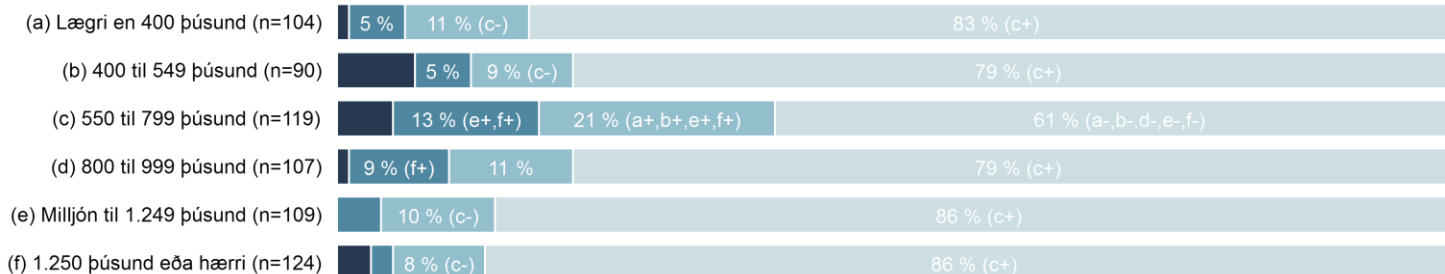 (a) Lægri en 400 þúsund (n=104) 5 % 11 % (c-) 83 % (c+)
(b) 400 til 549 þúsund (n=90) 5 % 9 % (c-) 79 % (c+)
(c) 550 til 799 þúsund (n=119) 13 % (e+,f+) 21 % (a+,b+,e+,f+) 61 % (a-,b-,d-,e-,f-)
(d) 800 til 999 þúsund (n=107) 9 % (f+) 11 % 79 % (c+)
(e) Milljón til 1.249 þúsund (n=109) 10 % (c-) 86 % (c+)
(f) 1.250 þúsund eða hærri (n=124) 8 % (c-) 86 % (c+)